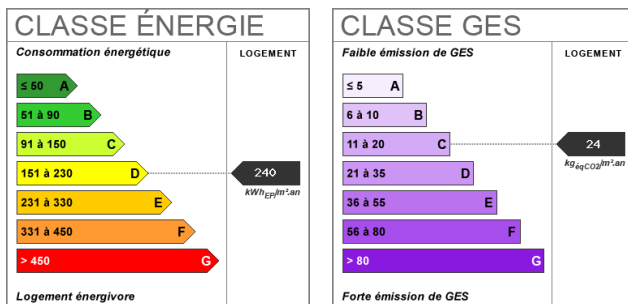 CLASSE ÉNERGIE
Consommation énergétique
LOGEMENT
≤ 50 A
51 à 90 B
91 à 150 C
151 à 230 D
240
kWhEP/m².an
231 à 330 E
331 à 450 F
> 450 G
Logement énergivore
CLASSE GES
Faible émission de GES
LOGEMENT
≤ 5 A
6 à 10 B
11 à 20 C
24
kgéqCO2/m².an
21 à 35 D
36 à 55 E
56 à 80 F
> 80 G
Forte émission de GES